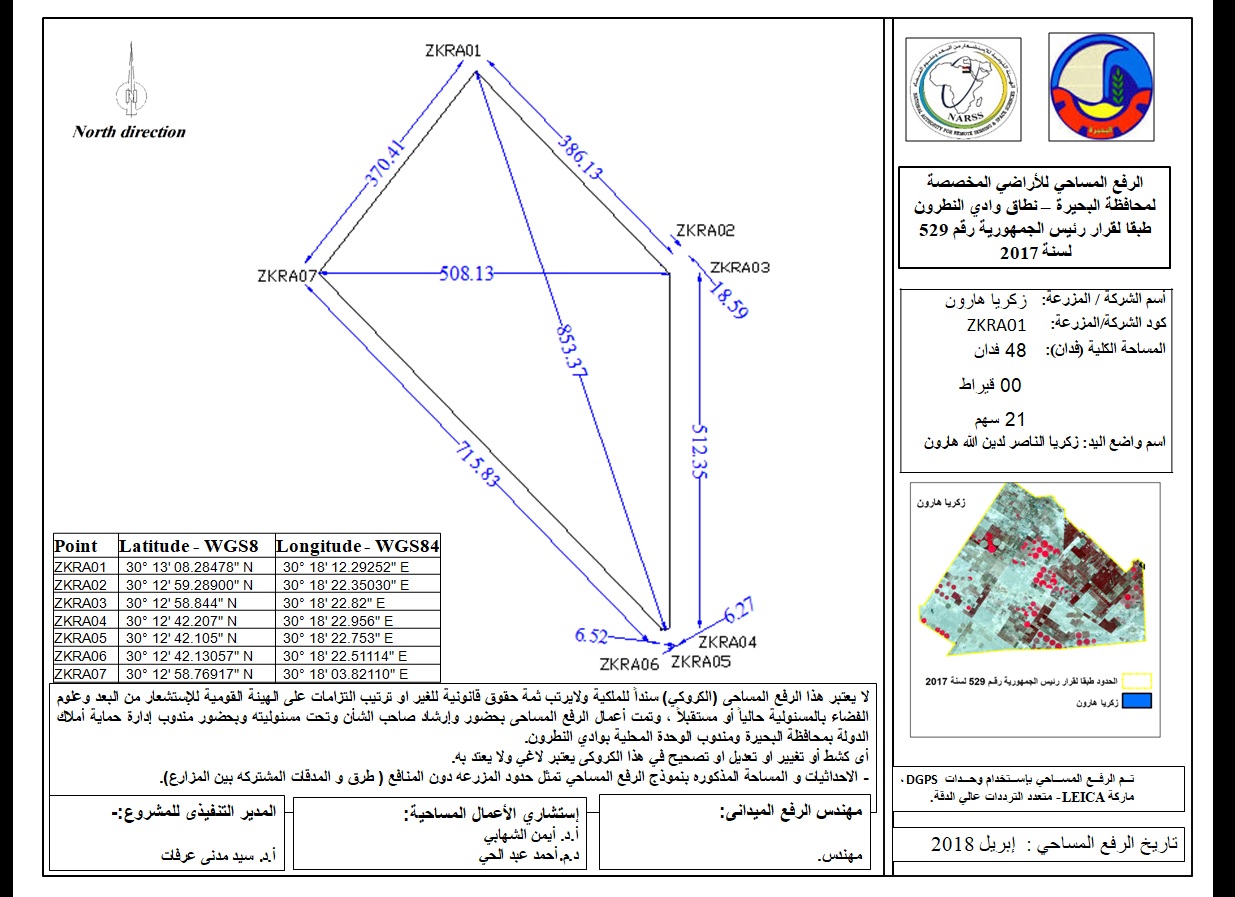 North direction
ZKRA01
370.41
386.13
ZKRA02
ZKRA03
18.59
ZKRA07
508.13
853.37
512.35
715.83
6.27
6.52
ZKRA04
ZKRA05
ZKRA06
Point Latitude - WGS8 Longitude - WGS84
ZKRA01 30° 13' 08.28478" N 30° 18' 12.29252" E
ZKRA02 30° 12' 59.28900" N 30° 18' 22.35030" E
ZKRA03 30° 12' 58.844" N 30° 18' 22.82" E
ZKRA04 30° 12' 42.207" N 30° 18' 22.956" E
ZKRA05 30° 12' 42.105" N 30° 18' 22.753" E
ZKRA06 30° 12' 42.13057" N 30° 18' 22.51114" E
ZKRA07 30° 12' 58.76917" N 30° 18' 03.82110" E
NARSS
NATIONAL AUTHORITY FOR REMOTE SENSING & SPACE SCIENCES
البحيرة
الرفع المساحي للأراضي المخصصة
لمحافظة البحيرة – نطاق وادي النطرون
طبقا لقرار رئيس الجمهورية رقم 529
لسنة 2017
أسم الشركة / المزرعة: زكريا هارون
كود الشركة/المزرعة: ZKRA01
المساحة الكلية (فدان): 48 فدان
00 قيراط
21 سهم
اسم واضع اليد: زكريا الناصر لدين الله هارون
زكريا هارون
الحدود طبقا لقرار رئيس الجمهورية رقم 529 لسنة 2017
زكريا هارون
تـم الرفـع المسـاحي بإسـتخدام وحـدات DGPS،
ماركة LEICA- متعدد الترددات عالي الدقة.
تاريخ الرفع المساحي : إبريل 2018
لا يعتبر هذا الرفع المساحى (الكروكي) سنداً للملكية ولايرتب ثمة حقوق قانونية للغير او ترتيب التزامات على الهيئة القومية للإستشعار من البعد وعلوم
الفضاء بالمسئولية حالياً أو مستقبلاً ، وتمت أعمال الرفع المساحى بحضور وإرشاد صاحب الشأن وتحت مسئوليته وبحضور مندوب إدارة حماية أملاك
الدولة بمحافظة البحيرة ومندوب الوحدة المحلية بوادي النطرون.
أى كشط أو تغيير او تعديل او تصحيح في هذا الكروكى يعتبر لاغي ولا يعتد به.
- الاحداثيات و المساحة المذكوره بنموذج الرفع المساحي تمثل حدود المزرعه دون المنافع ( طرق و المدقات المشتركه بين المزارع).
مهندس الرفع الميدانى:
مهندس.
إستشاري الأعمال المساحية:
أ.د. أيمن الشهابي
د.م.أحمد عبد الحي
المدير التنفيذى للمشروع:-
أ.د. سيد مدنى عرفات